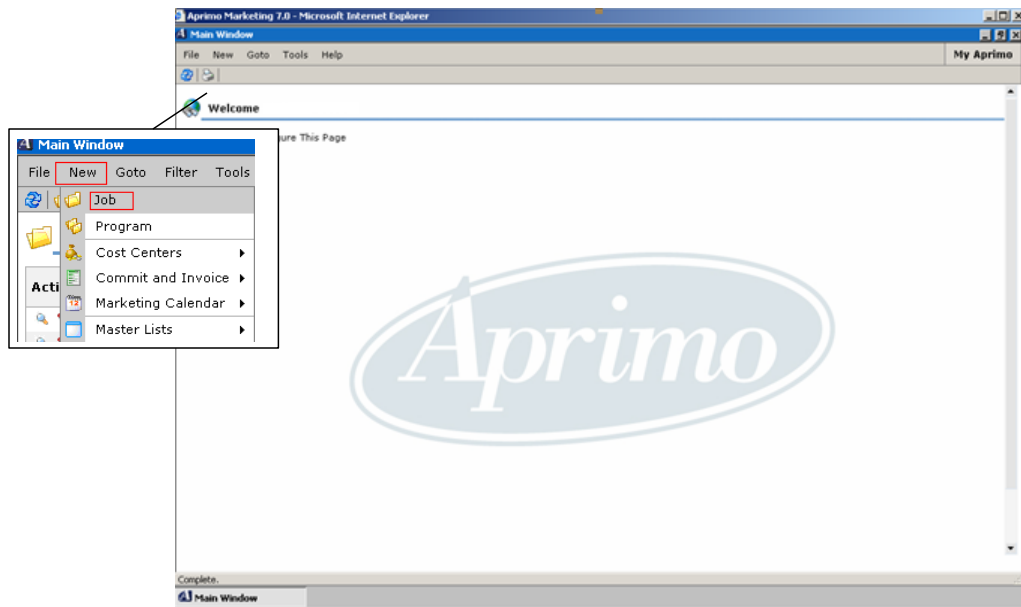 Aprimo Marketing 7.0 - Microsoft Internet Explorer
Main Window
File New Goto Tools Help
My Aprimo
Welcome
ure This Page
Main Window
File New Goto Filter Tools
Job
Program
Cost Centers
Commit and Invoice
Marketing Calendar
12
Master Lists
Acti
Aprimo
Complete.
Main Window